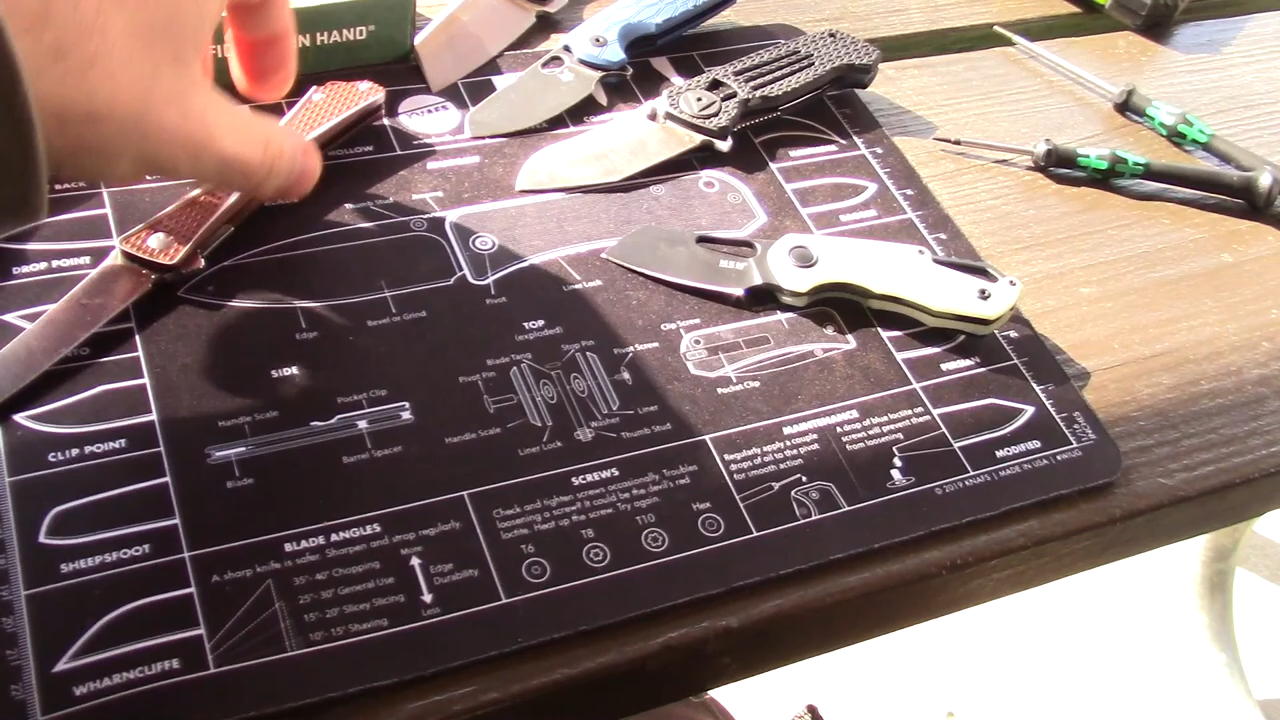 N HAND®
KNAFS
HOLLOW
BACK
DROP POINT
CLIP POINT
SHEEPSFOOT
WHARNCLIFFE
Thumb Stud
Liner Lock
Pivot
Bevel or Grind
Edge
SIDE
Handle Scale
Pocket Clip
Barrel Spacer
Blade
TOP
(exploded)
Blade Tang
Stop Pin
Pivot Screw
Pivot Pin
Handle Scale
Liner Lock
Washer
Liner
Thumb Stud
Clip Screw
Pocket Clip
MODIFIED
BLADE ANGLES
A sharp knife is safer. Sharpen and strop regularly.
35°- 40° Chopping
25°- 30° General Use
15°- 20° Slicey Slicing
10°- 15° Shaving
More
Edge
Durability
Less
SCREWS
Check and tighten screws occasionally. Troubles
loosening a screw? It could be the devil's red
loctite. Heat up the screw. Try again.
T6
T8
T10
Hex
MAINTENANCE
Regularly apply a couple
drops of oil to the pivot
for smooth action
A drop of blue loctite on
screws will prevent them
from loosening
© 2019 KNAFS | MADE IN USA | #WIUG